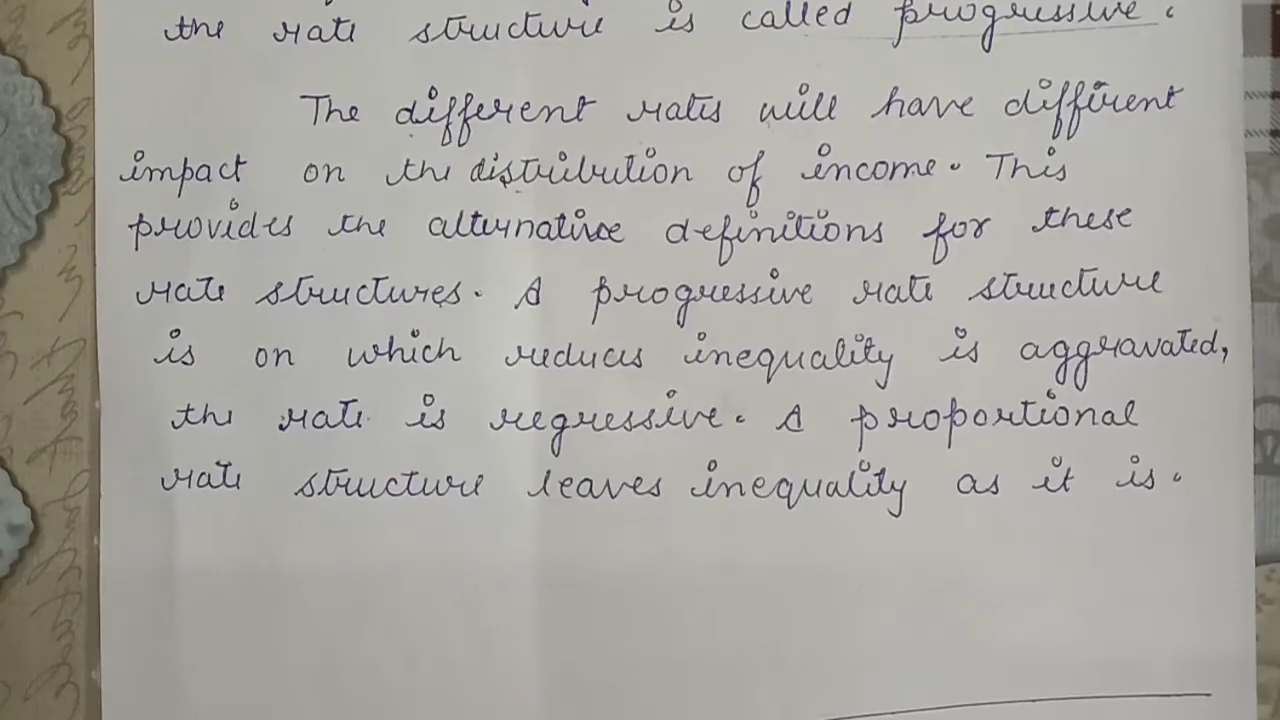 the rate structure is called progressive.
The different rates will have different
impact on the distribution of income. This
provides the alternative definitions for these
rate structures. A progressive rate structure
is on which reduces inequality is aggravated,
the rate is regressive. A proportional
rate structure leaves inequality as it is.